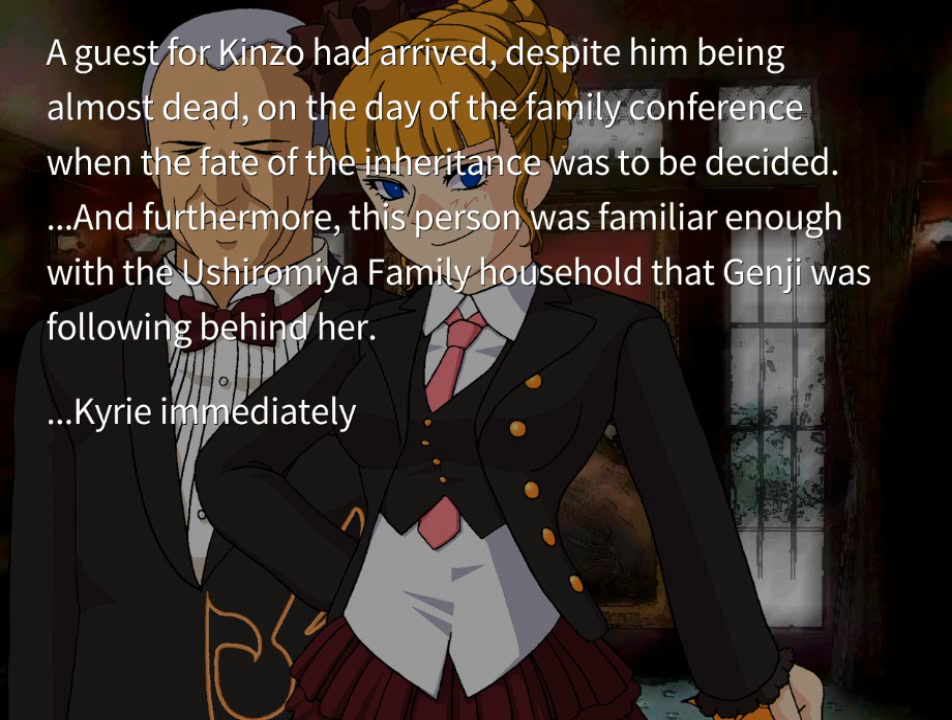 A guest for Kinzo had arrived, despite him being
almost dead, on the day of the family conference
when the fate of the inheritance was to be decided.
...And furthermore, this person was familiar enough
with the Ushiromiya Family household that Genji was
following behind her.
...Kyrie immediately